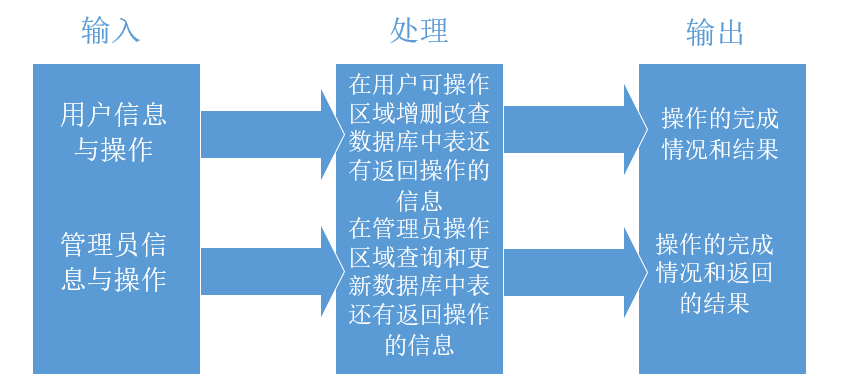 输入
处理
输出
用户信息
与操作
管理员信
息与操作
在用户可操作
区域增删改查
数据库中表还
有返回操作的
信息
在管理员操作
区域查询和更
新数据库中表
还有返回操作
的信息
操作的完成
情况和结果
操作的完成
情况和返回
的结果